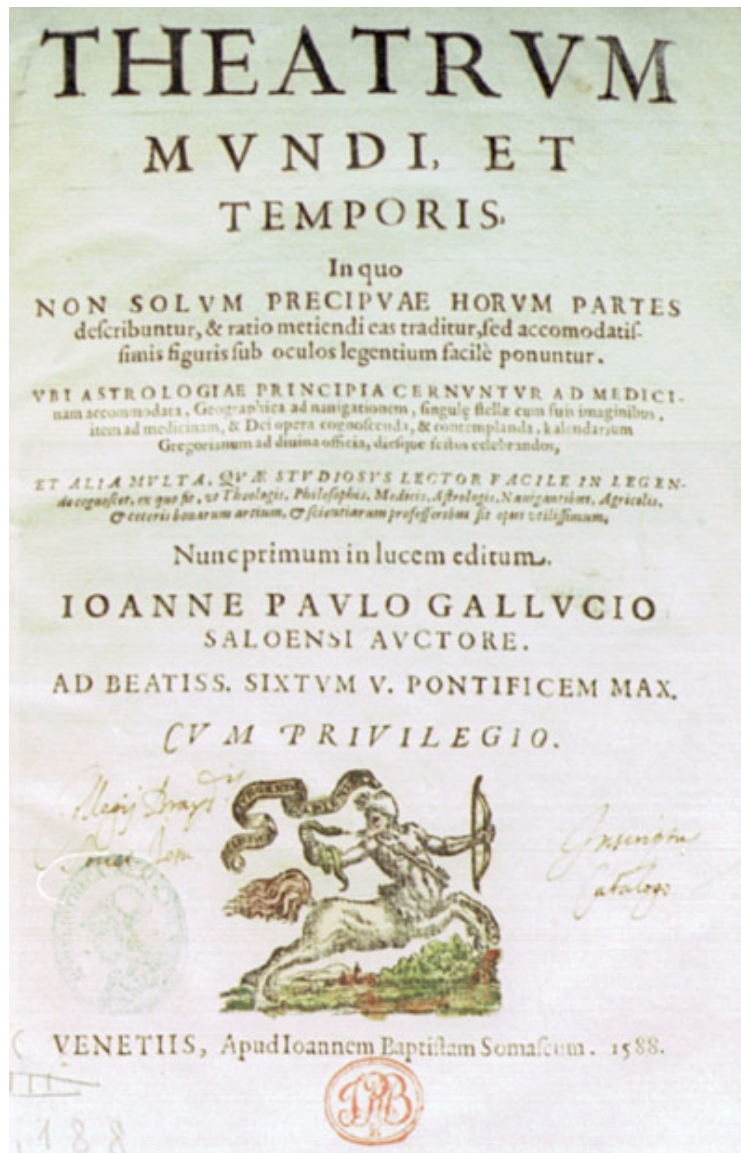 THEATRVM
MVNDI, ET
TEMPORIS.
In quo
NON SOLVM PRECIPVAE HORVM PARTES
deſcribuntur, & ratio metiendi eas traditur, ſed accomodatiſ-
ſimis figuris ſub oculos legentium facilè ponuntur.
VBI ASTROLOGIAE PRINCIPIA CERNVNTVR AD MEDICI-
nam accommodata, Geographica ad nauigationem, ſingulę ſtellæ cum ſuis imaginibus,
item ad medicinam, & Dei opera cognoſcenda, & contemplanda, kalendarium
Gregorianum ad diuina officia, dieſque feſtos celebrandos,
ET ALIA MVLTA, QVÆ STVDIOSVS LECTOR FACILE IN LEGEN-
do cognoſcet, ex quo fit, vt Theologis, Philoſophis, Medicis, Aſtrologis, Nauigantibus, Agricolis,
& ceteris bonarum artium, & ſcientiarum profeſſoribus ſit opus vtiliſſimum,
Nunc primum in lucem editum.
IOANNE PAVLO GALLVCIO
SALOENSI AVCTORE.
AD BEATISS. SIXTVM V. PONTIFICEM MAX.
CVM PRIVILEGIO.
VENETIIS, Apud Ioannem Baptiſtam Somaſcum. 1588.
188